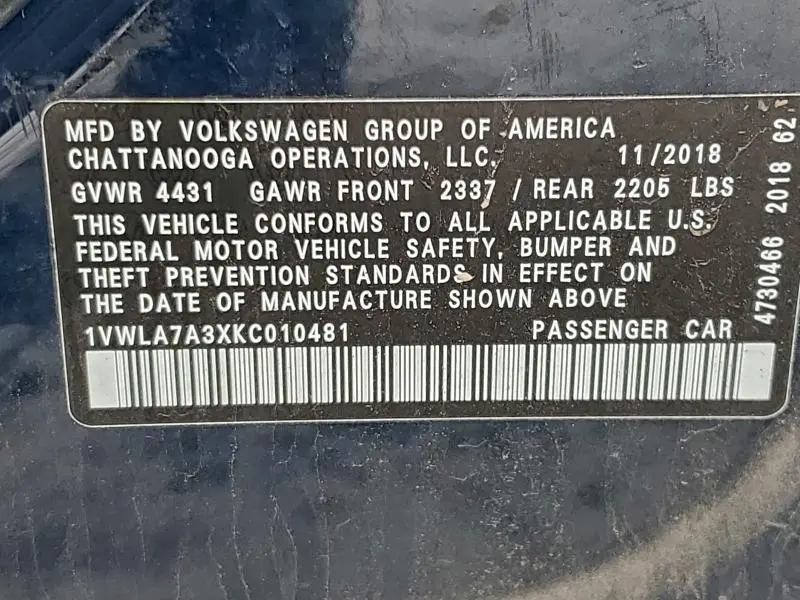 MFD BY VOLKSWAGEN GROUP OF AMERICA
CHATTANOOGA OPERATIONS, LLC. 11/2018
GVWR 4431 GAWR FRONT 2337 / REAR 2205 LBS
THIS VEHICLE CONFORMS TO ALL APPLICABLE U.S.
FEDERAL MOTOR VEHICLE SAFETY, BUMPER AND
THEFT PREVENTION STANDARDS IN EFFECT ON
THE DATE OF MANUFACTURE SHOWN ABOVE
1VWLA7A3XKC010481 PASSENGER CAR
4730466 2018 62